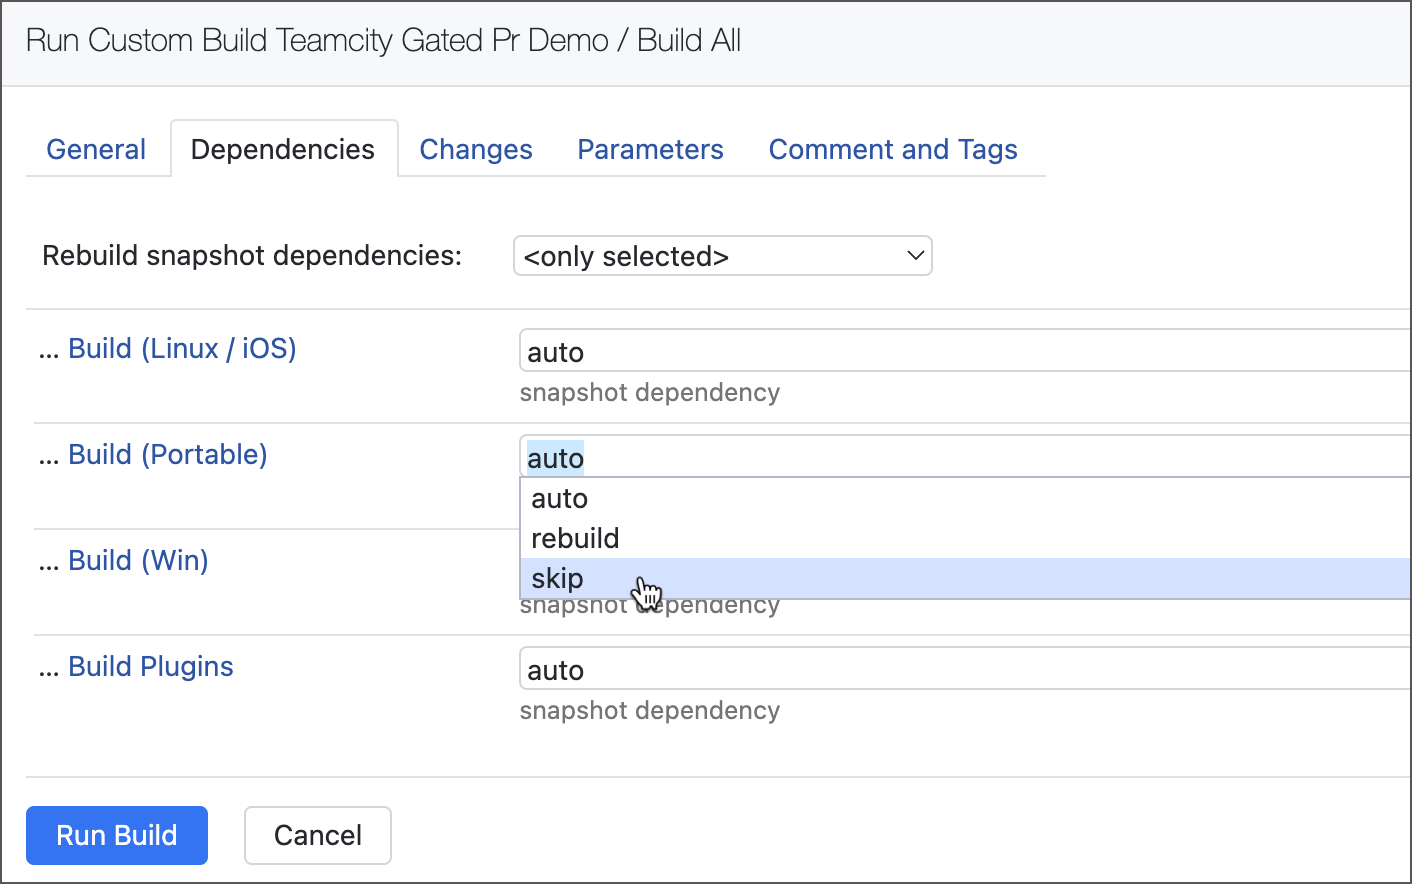 Run Custom Build Teamcity Gated Pr Demo / Build All
General Dependencies Changes Parameters Comment and Tags
Rebuild snapshot dependencies: <only selected>
... Build (Linux / iOS) auto
snapshot dependency
... Build (Portable) auto
auto
rebuild
... Build (Win)
skip
snapshot dependency
... Build Plugins auto
snapshot dependency
Run Build Cancel